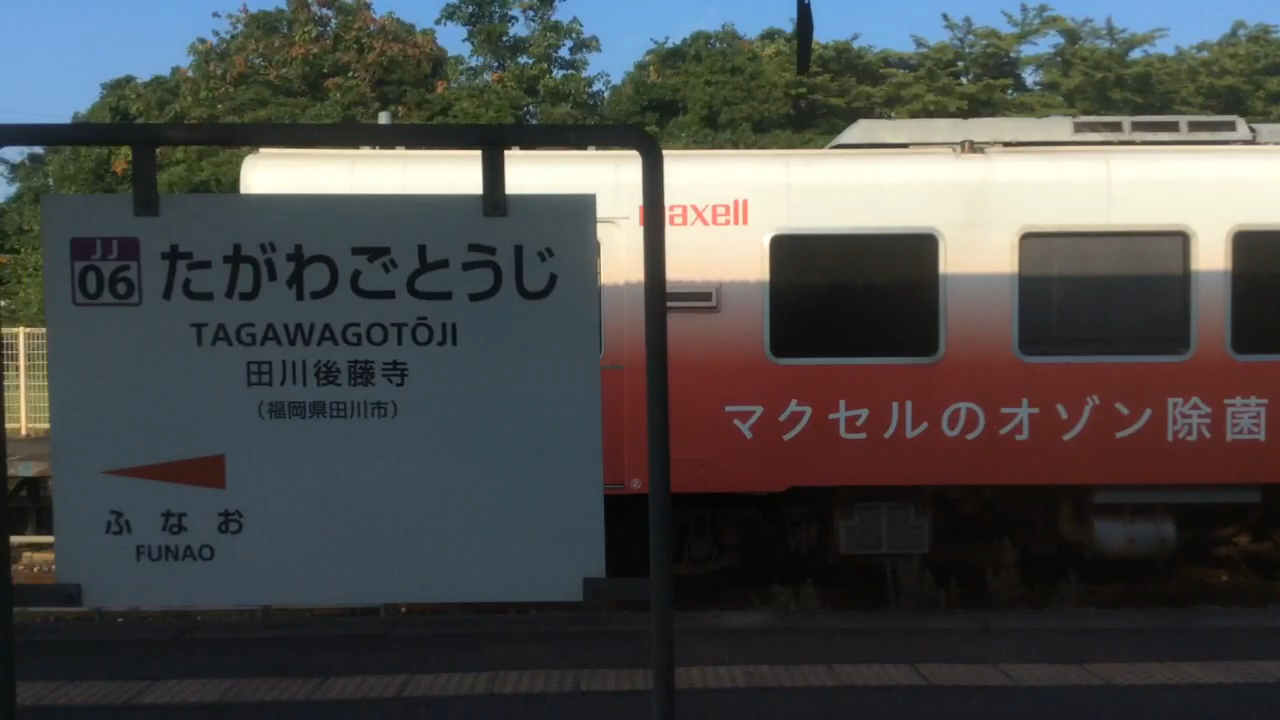 JJ
06
たがわごとうじ
TAGAWAGOTŌJI
田川後藤寺
（福岡県田川市）
ふなお
FUNAO
maxell
マクセルのオゾン除菌
②